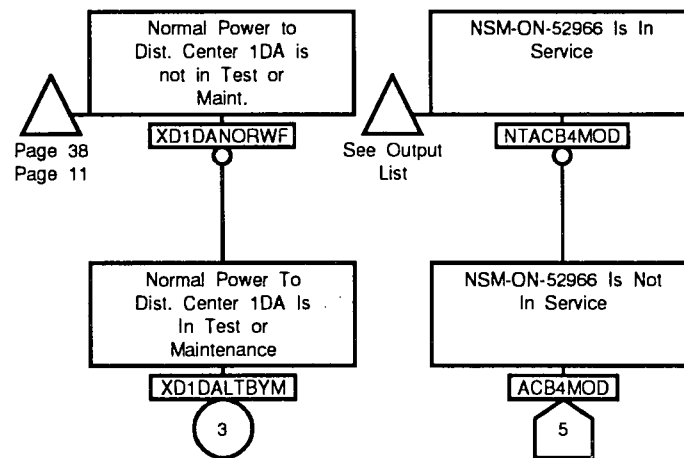 Normal Power to
Dist. Center 1DA is
not in Test or
Maint.
XD1DANORWF
Page 38
Page 11
NSM-ON-52966 Is In
Service
NTACB4MOD
See Output
List
Normal Power To
Dist. Center 1DA Is
In Test or
Maintenance
XD1DALTBYM
3
NSM-ON-52966 Is Not
In Service
ACB4MOD
5